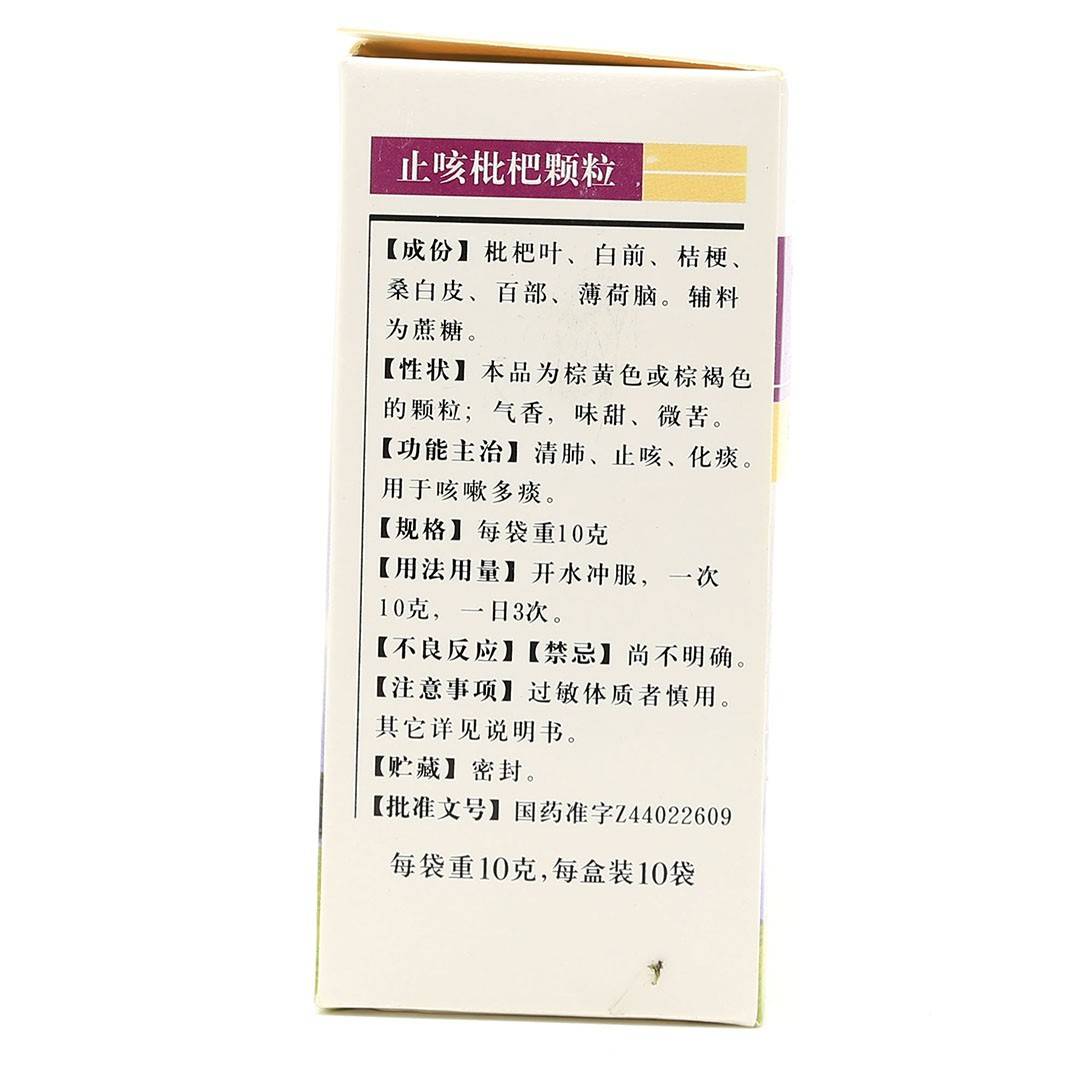 止咳枇杷颗粒
【成份】枇杷叶、白前、桔梗、
桑白皮、百部、薄荷脑。辅料
为蔗糖。
【性状】本品为棕黄色或棕褐色
的颗粒；气香，味甜、微苦。
【功能主治】清肺、止咳、化痰。
用于咳嗽多痰。
【规格】每袋重10克
【用法用量】开水冲服，一次
10克，一日3次。
【不良反应】【禁忌】尚不明确。
【注意事项】过敏体质者慎用。
其它详见说明书。
【贮藏】密封。
【批准文号】国药准字Z44022609
每袋重10克,每盒装10袋